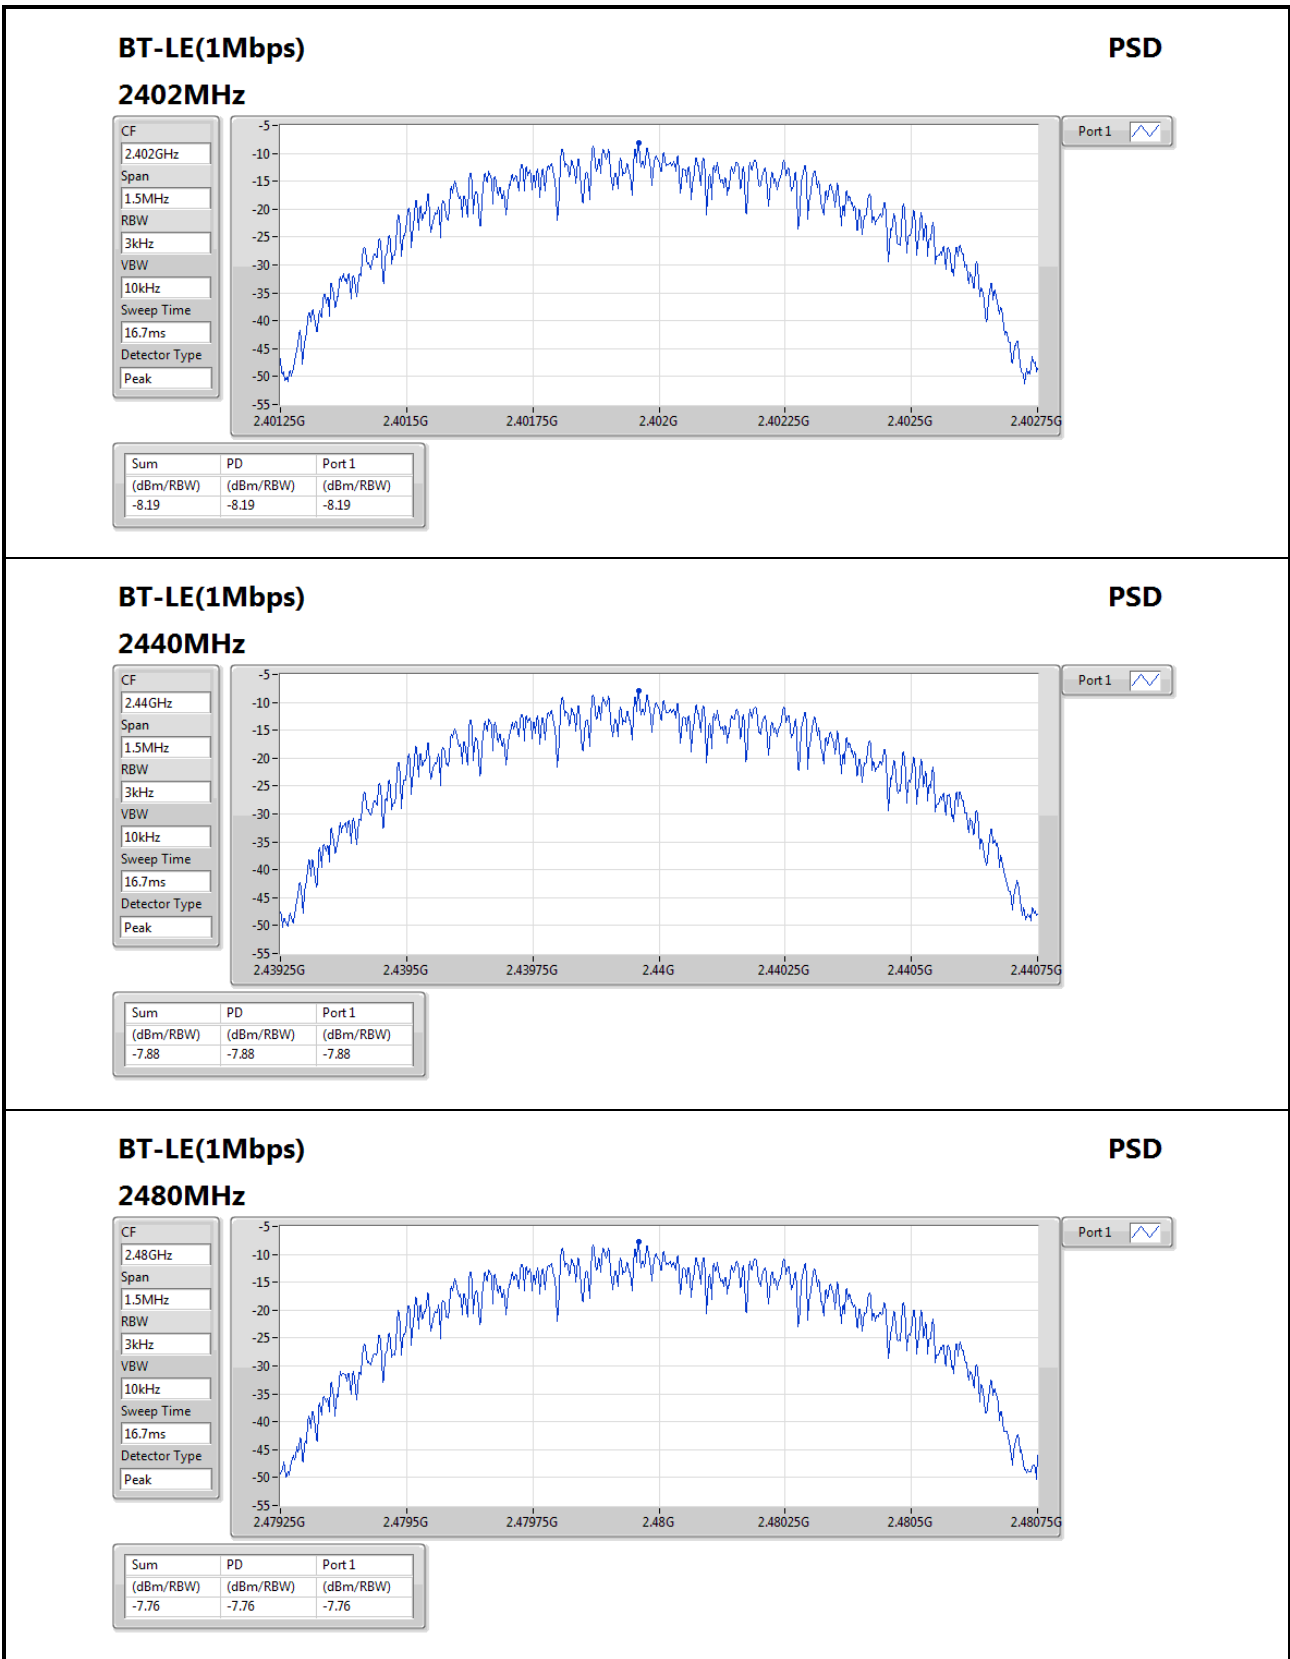 BT-LE(1Mbps) PSD
2402MHz
CF
2.402GHz
Span
1.5MHz
RBW
3kHz
VBW
10kHz
Sweep Time
16.7ms
Detector Type
Peak
-5
-10
-15
-20
-25
-30
-35
-40
-45
-50
-55
2.40125G 2.4015G 2.40175G 2.402G 2.40225G 2.4025G 2.40275G
Port 1
Sum PD Port 1
(dBm/RBW) (dBm/RBW) (dBm/RBW)
-8.19 -8.19 -8.19
BT-LE(1Mbps) PSD
2440MHz
CF
2.44GHz
Span
1.5MHz
RBW
3kHz
VBW
10kHz
Sweep Time
16.7ms
Detector Type
Peak
-5
-10
-15
-20
-25
-30
-35
-40
-45
-50
-55
2.43925G 2.4395G 2.43975G 2.44G 2.44025G 2.4405G 2.44075G
Port 1
Sum PD Port 1
(dBm/RBW) (dBm/RBW) (dBm/RBW)
-7.88 -7.88 -7.88
BT-LE(1Mbps) PSD
2480MHz
CF
2.48GHz
Span
1.5MHz
RBW
3kHz
VBW
10kHz
Sweep Time
16.7ms
Detector Type
Peak
-5
-10
-15
-20
-25
-30
-35
-40
-45
-50
-55
2.47925G 2.4795G 2.47975G 2.48G 2.48025G 2.4805G 2.48075G
Port 1
Sum PD Port 1
(dBm/RBW) (dBm/RBW) (dBm/RBW)
-7.76 -7.76 -7.76